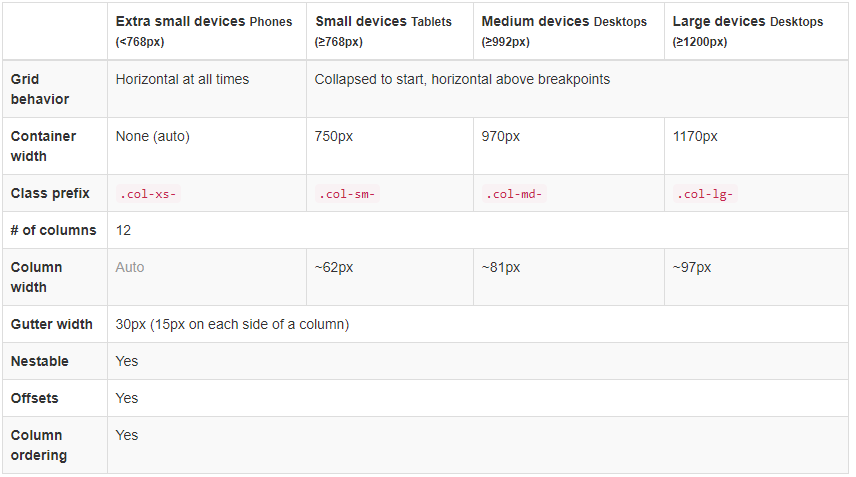 Extra small devices Phones (<768px)
Small devices Tablets (≥768px)
Medium devices Desktops (≥992px)
Large devices Desktops (≥1200px)
Grid behavior
Horizontal at all times
Collapsed to start, horizontal above breakpoints
Container width
None (auto)
750px
970px
1170px
Class prefix
.col-xs-
.col-sm-
.col-md-
.col-lg-
# of columns
12
Column width
Auto
~62px
~81px
~97px
Gutter width
30px (15px on each side of a column)
Nestable
Yes
Offsets
Yes
Column ordering
Yes